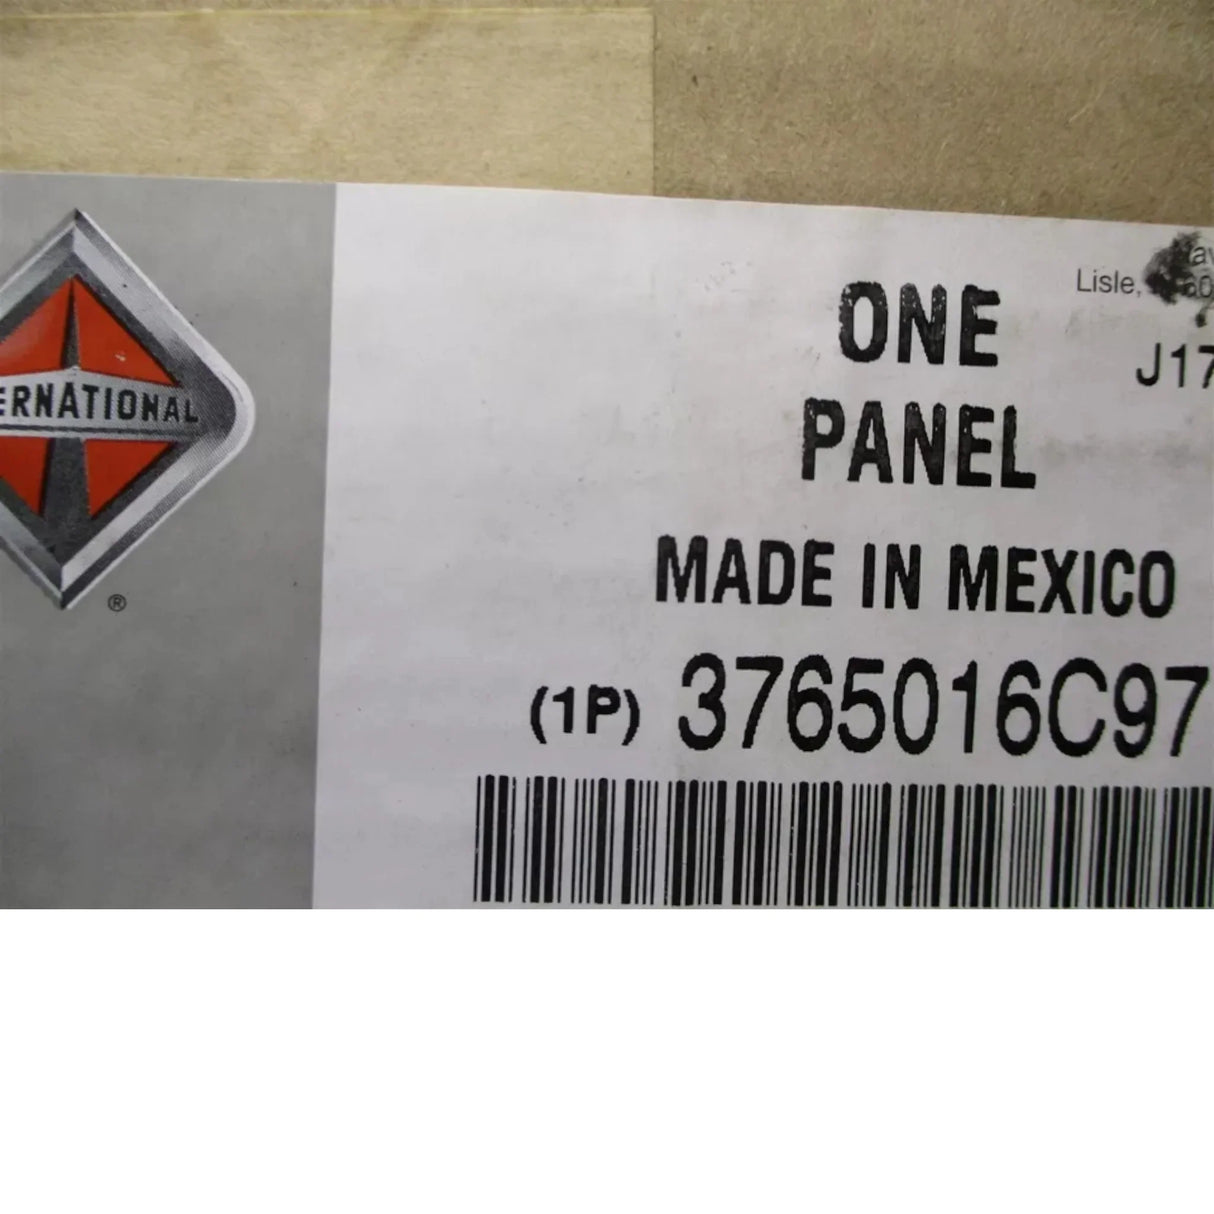 ERNATIONAL
®
Lisle,
J17
ONE
PANEL
MADE IN MEXICO
(1P) 3765016C97